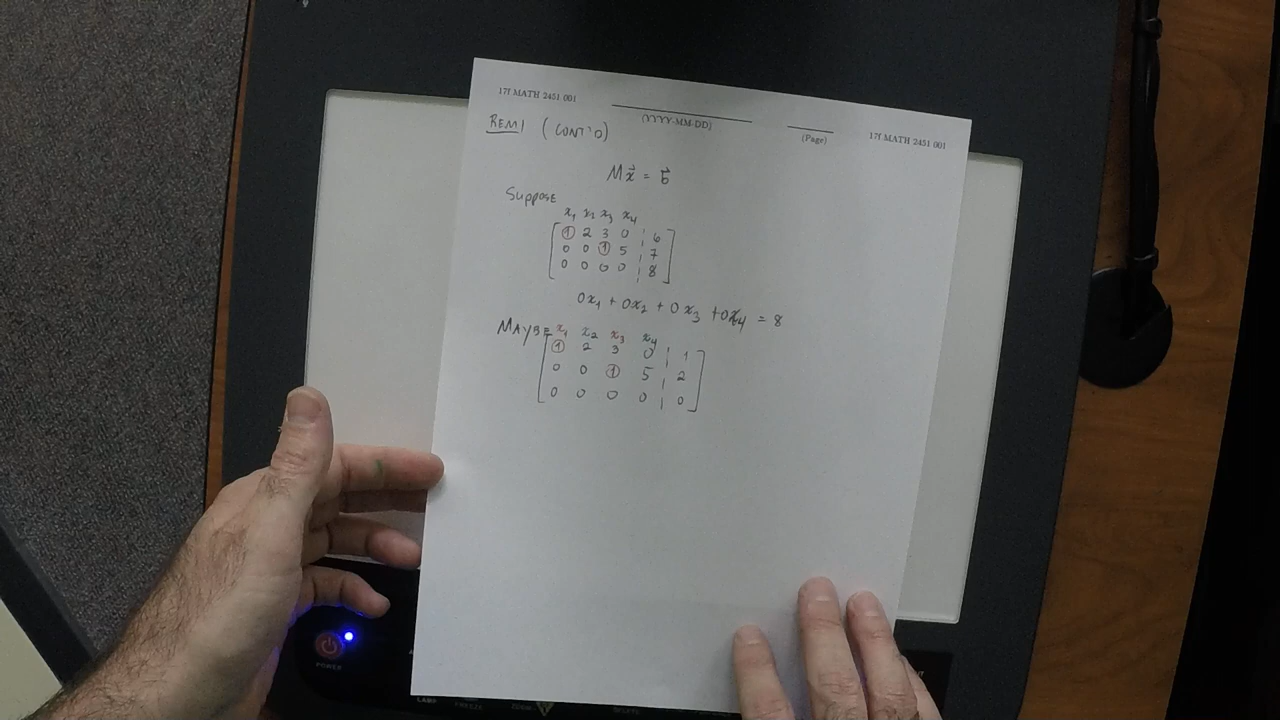 17f MATH 2451 001
(YYYY-MM-DD)
(Page)
17f MATH 2451 001
REM1 (CONT'D)
Mx⃗ = b⃗
Suppose
x₁ x₂ x₃ x₄
1 2 3 0 | 6
0 0 1 5 | 7
0 0 0 0 | 8
0x₁ + 0x₂ + 0x₃ + 0x₄ = 8
MAYBE x₁ x₂ x₃ x₄
1 2 3 0 | 1
0 0 1 5 | 2
0 0 0 0 | 0
POWER
LAMP